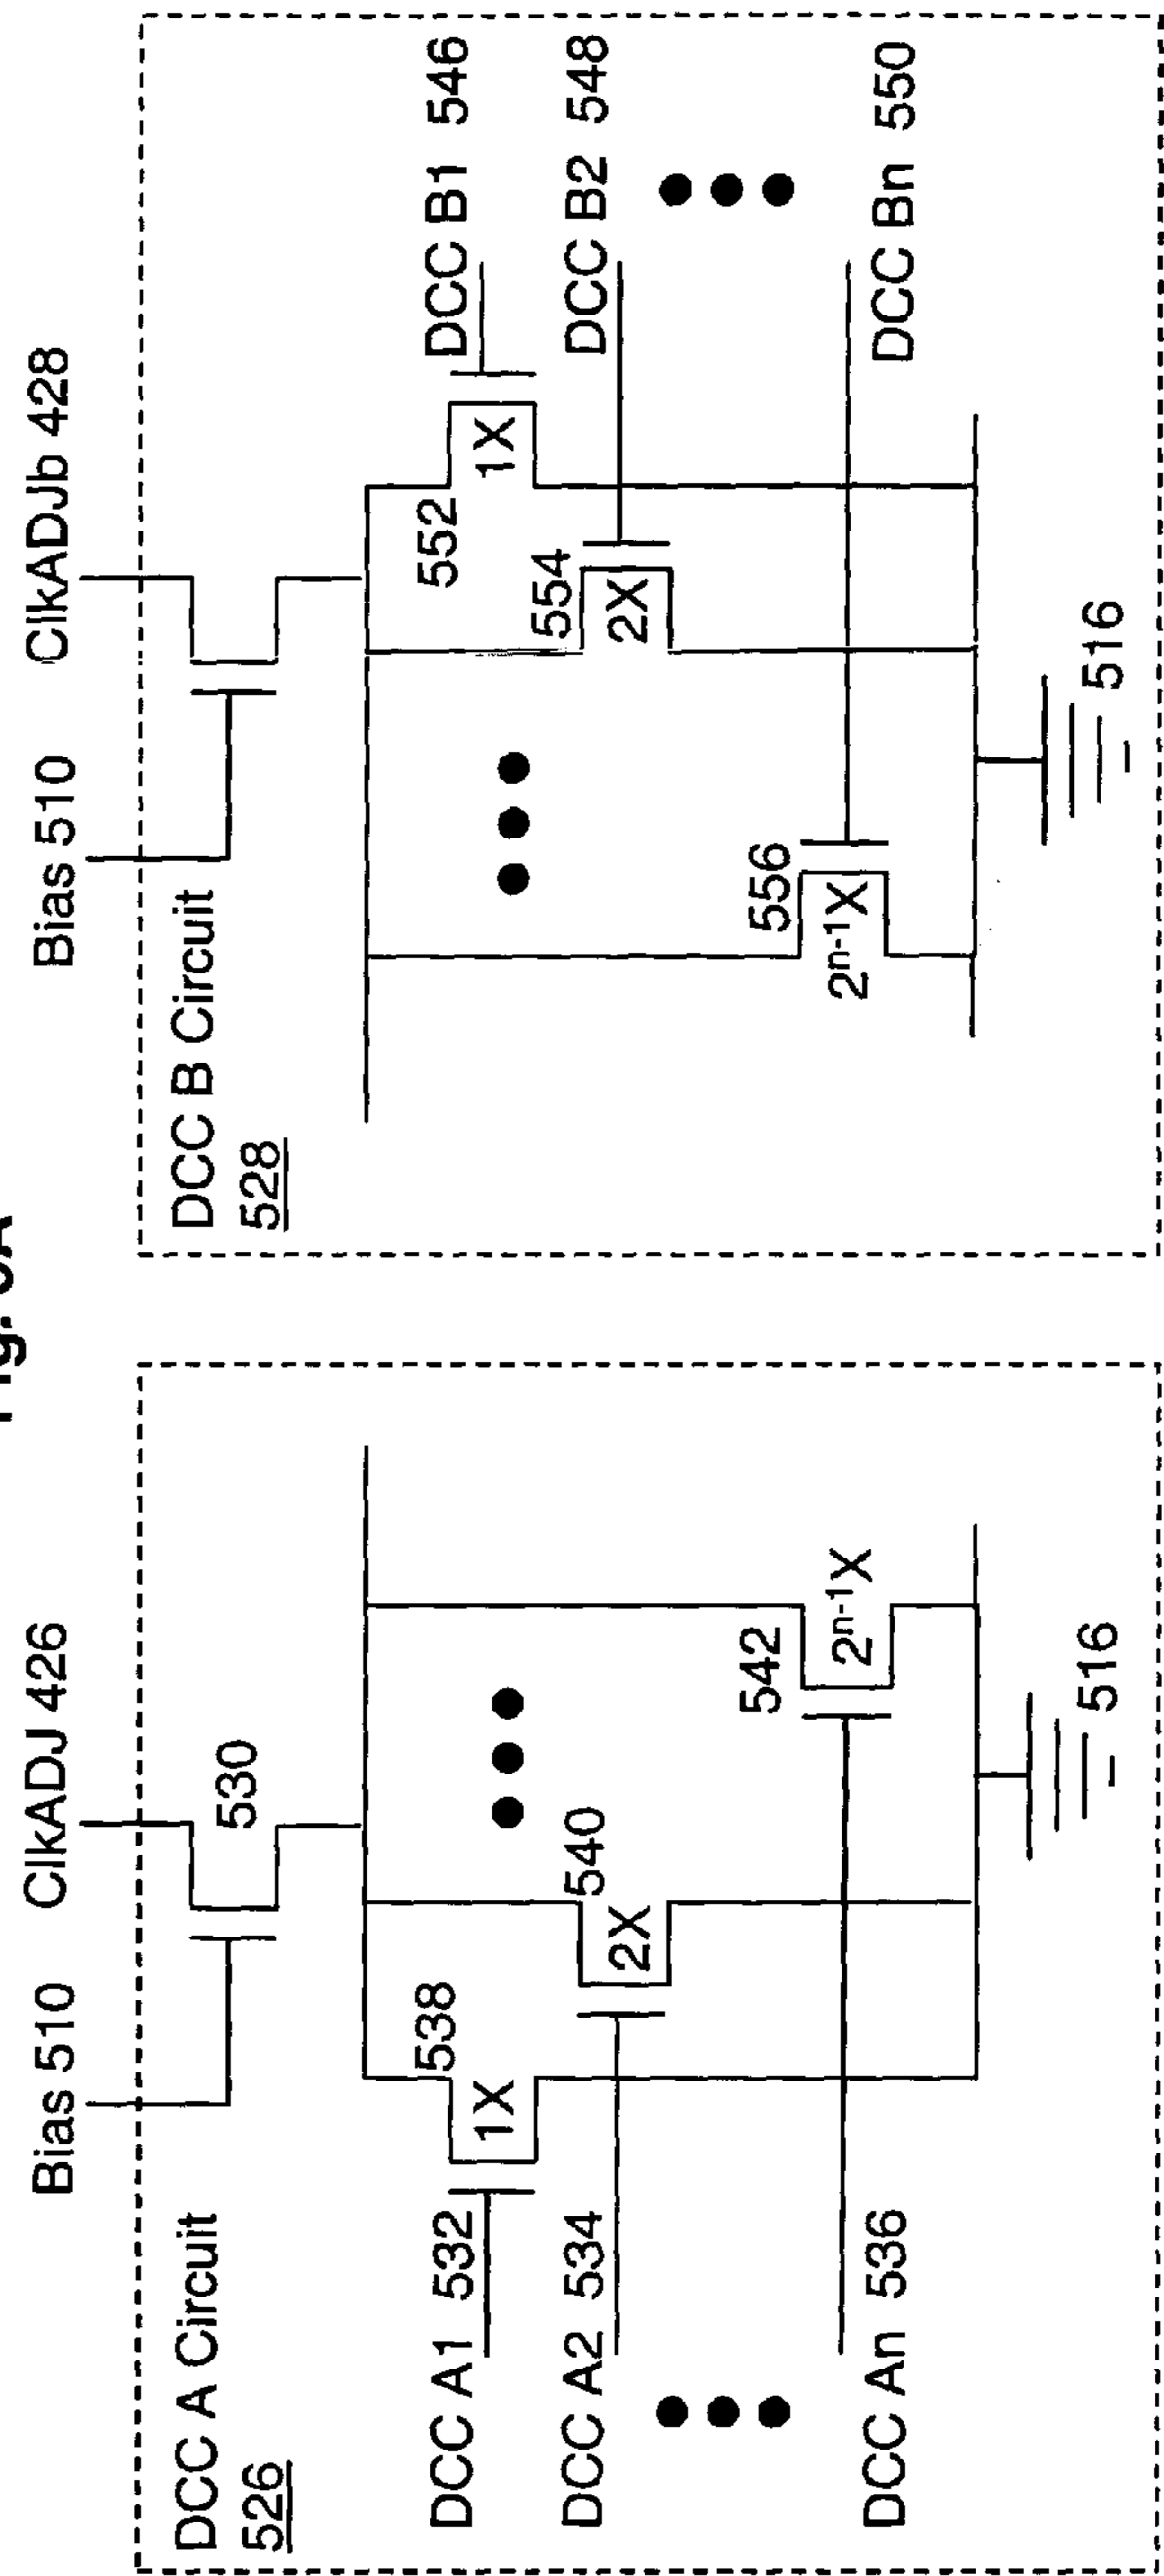 DCC A Circuit
526
Bias 510
ClkADJ 426
530
DCC A1 532
538
1X
DCC A2 534
540
2X
DCC An 536
542
2ⁿ⁻¹X
516
DCC B Circuit
528
Bias 510
ClkADJb 428
DCC B1 546
552
1X
DCC B2 548
554
2X
DCC Bn 550
556
2ⁿ⁻¹X
516